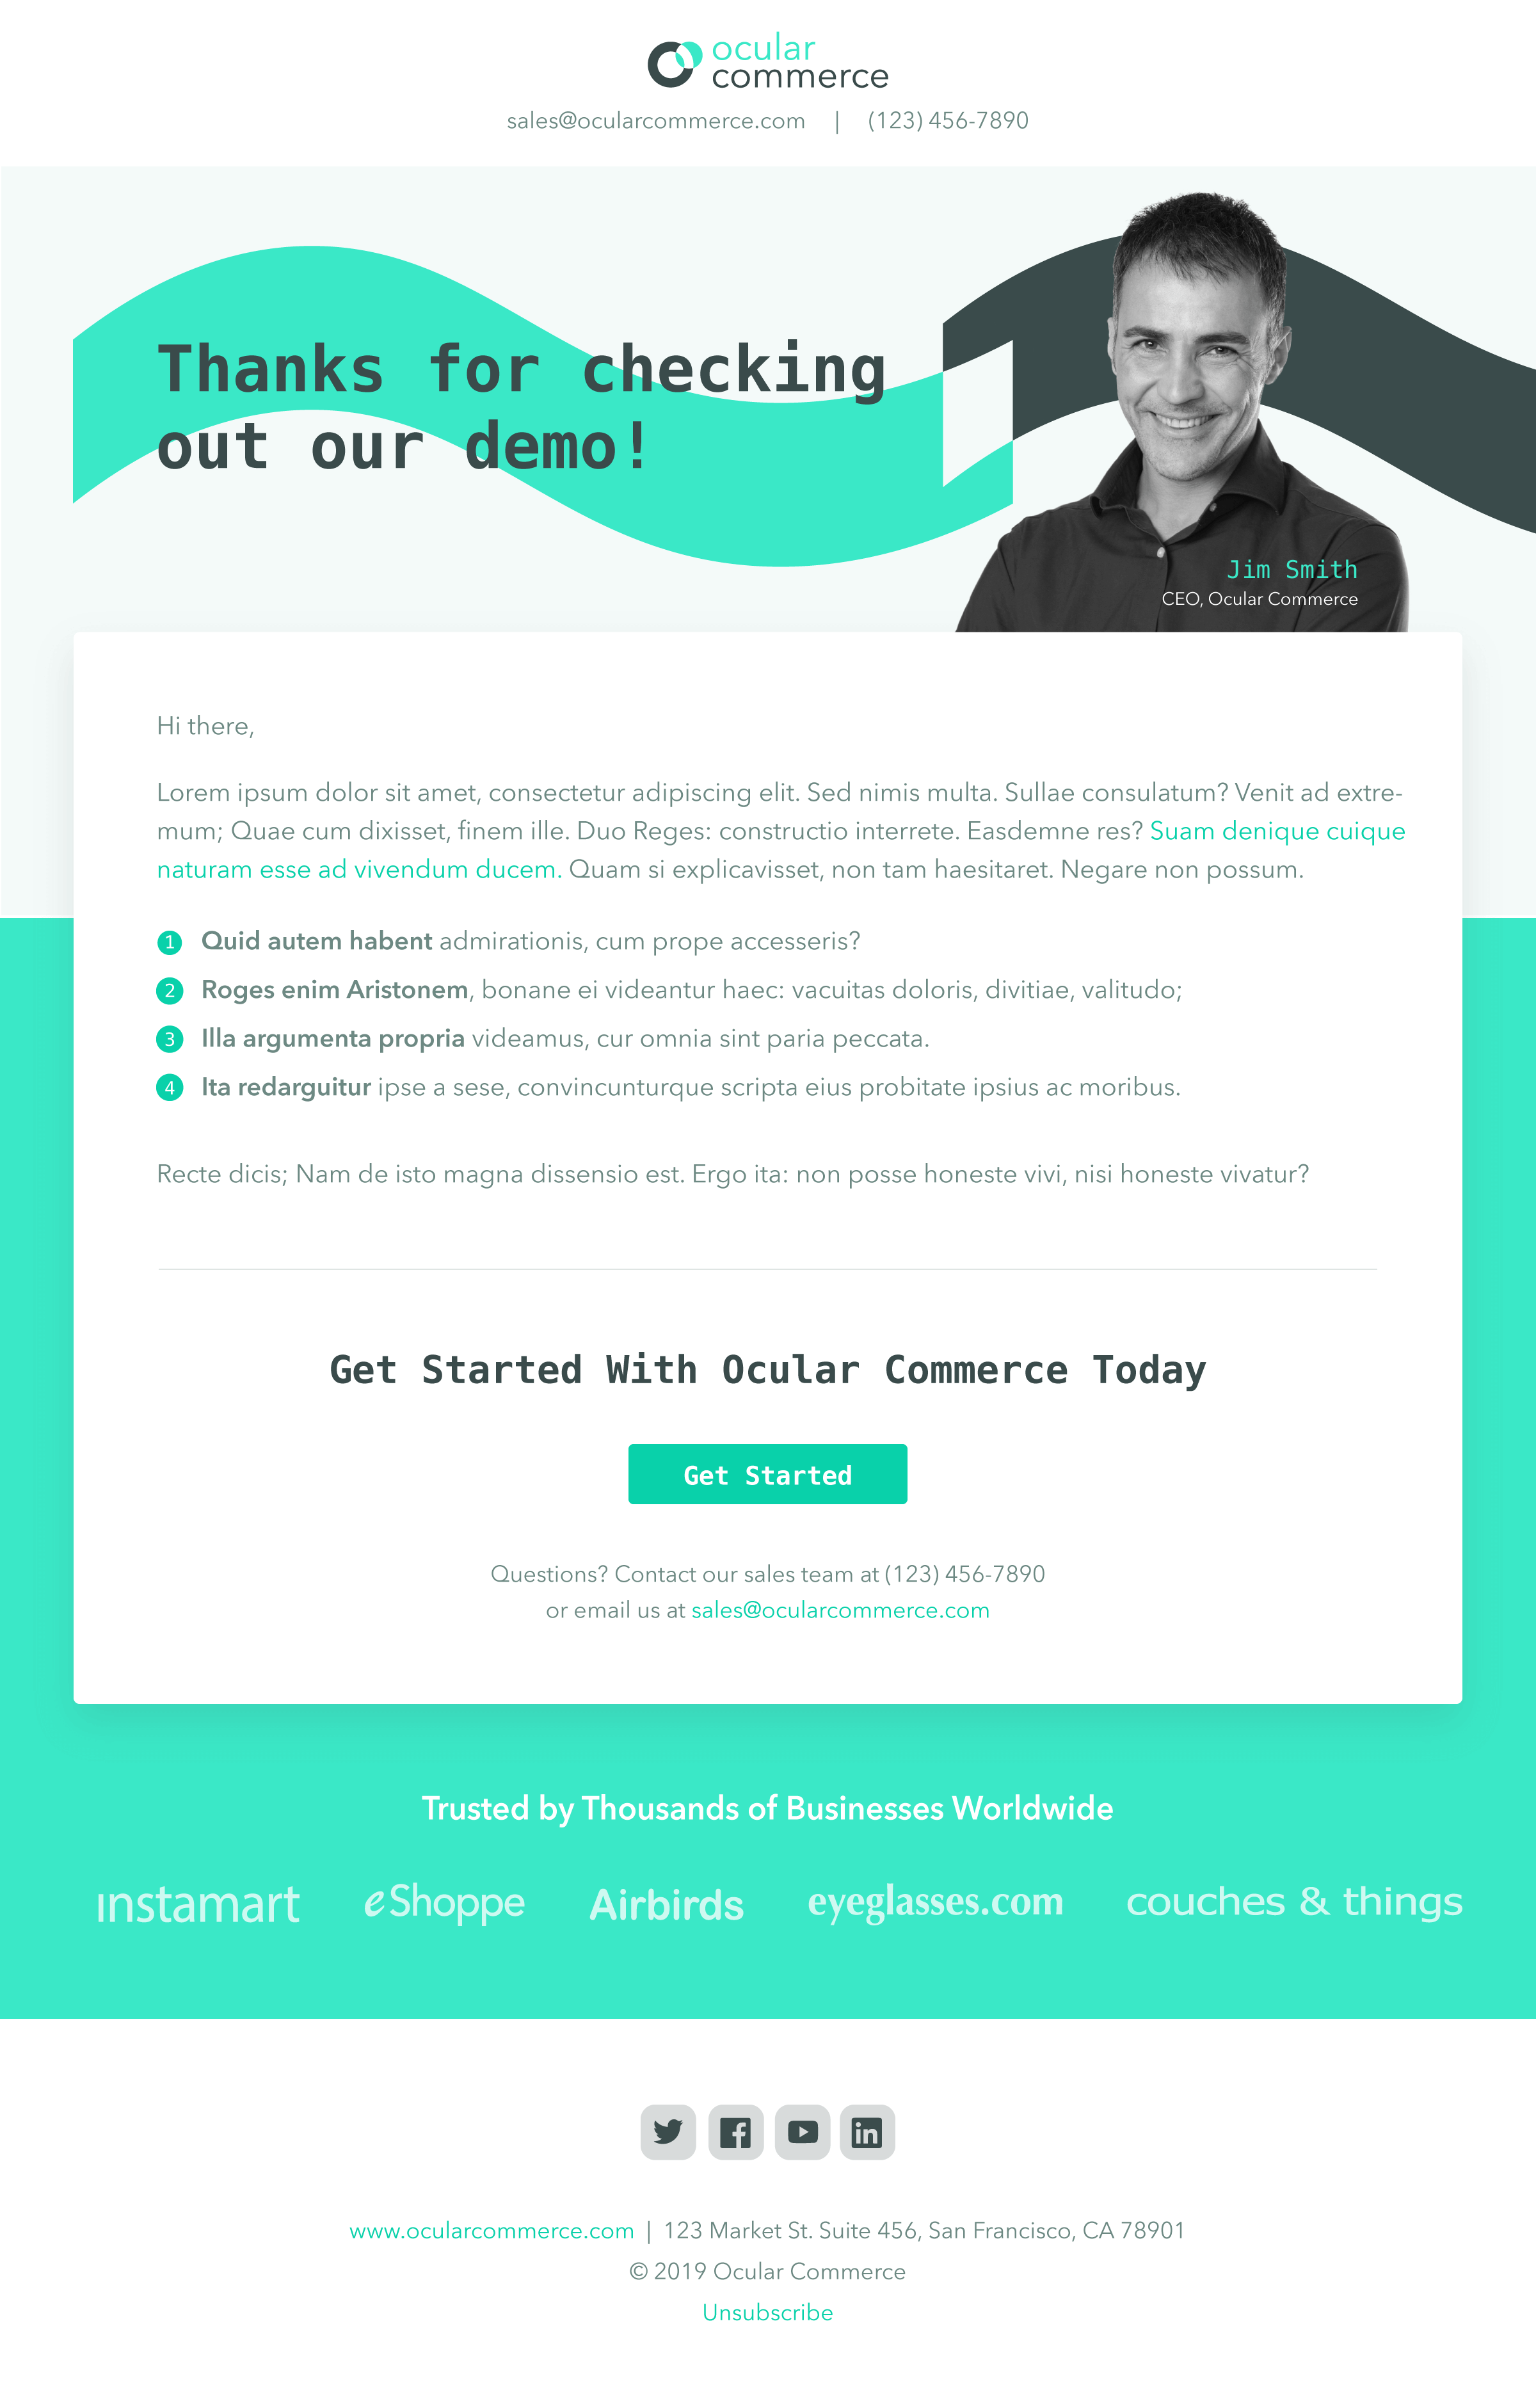 ocular
commerce
sales@ocularcommerce.com | (123) 456-7890
Thanks for checking
out our demo!
Jim Smith
CEO, Ocular Commerce
Hi there,
Lorem ipsum dolor sit amet, consectetur adipiscing elit. Sed nimis multa. Sullae consulatum? Venit ad extre-
mum; Quae cum dixisset, finem ille. Duo Reges: constructio interrete. Easdemne res? Suam denique cuique
naturam esse ad vivendum ducem. Quam si explicavisset, non tam haesitaret. Negare non possum.
1 Quid autem habent admirationis, cum prope accesseris?
2 Roges enim Aristonem, bonane ei videantur haec: vacuitas doloris, divitiae, valitudo;
3 Illa argumenta propria videamus, cur omnia sint paria peccata.
4 Ita redarguitur ipse a sese, convincunturque scripta eius probitate ipsius ac moribus.
Recte dicis; Nam de isto magna dissensio est. Ergo ita: non posse honeste vivi, nisi honeste vivatur?
Get Started With Ocular Commerce Today
Get Started
Questions? Contact our sales team at (123) 456-7890
or email us at sales@ocularcommerce.com
Trusted by Thousands of Businesses Worldwide
instamart eShoppe Airbirds eyeglasses.com couches & things
in
www.ocularcommerce.com | 123 Market St. Suite 456, San Francisco, CA 78901
© 2019 Ocular Commerce
Unsubscribe